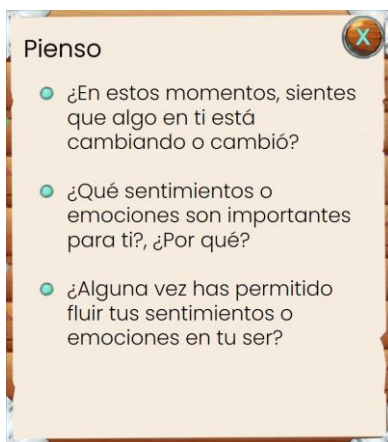 X
Pienso
¿En estos momentos, sientes
que algo en ti está
cambiando o cambió?
¿Qué sentimientos o
emociones son importantes
para ti?, ¿Por qué?
¿Alguna vez has permitido
fluir tus sentimientos o
emociones en tu ser?